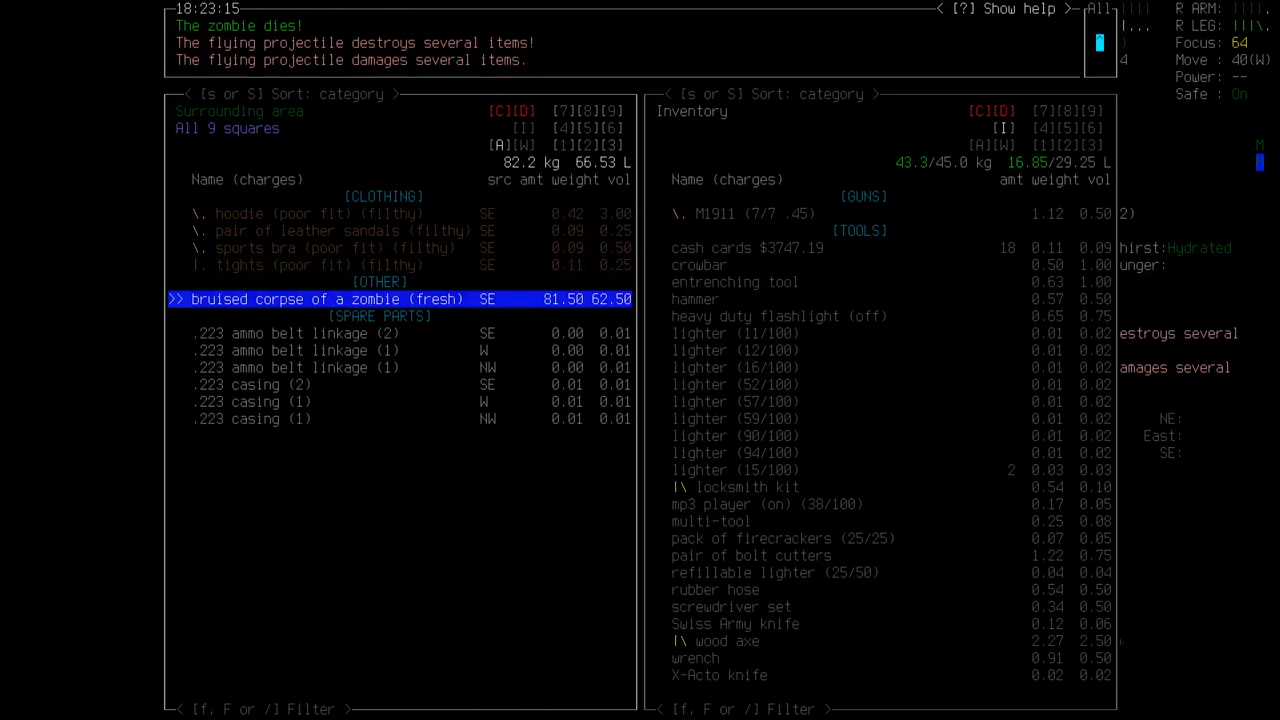 18:23:15 < [?] Show help > All R ARM:
The zombie dies! R LEG:
The flying projectile destroys several items! Focus: 64
The flying projectile damages several items. 4 Move : 40(W)
Power: --
Safe : On
< [s or S] Sort: category > < [s or S] Sort: category >
Surrounding area [C][D] [7][8][9] Inventory [C][D] [7][8][9]
All 9 squares [I] [4][5][6] [I] [4][5][6]
[A][W] [1][2][3] [A][W] [1][2][3] M
82.2 kg 66.53 L 43.3/45.0 kg 16.85/29.25 L
Name (charges) src amt weight vol Name (charges) amt weight vol
[CLOTHING] [GUNS]
\. hoodie (poor fit) (filthy) SE 0.42 3.00 \. M1911 (7/7 .45) 1.12 0.50 2)
\. pair of leather sandals (filthy) SE 0.09 0.25 [TOOLS]
\. sports bra (poor fit) (filthy) SE 0.09 0.50 cash cards $3747.19 18 0.11 0.09 hirst:Hydrated
|. tights (poor fit) (filthy) SE 0.11 0.25 crowbar 0.50 1.00 unger:
[OTHER] entrenching tool 0.63 1.00
>> bruised corpse of a zombie (fresh) SE 81.50 62.50 hammer 0.57 0.50
[SPARE PARTS] heavy duty flashlight (off) 0.65 0.75
.223 ammo belt linkage (2) SE 0.00 0.01 lighter (11/100) 0.01 0.02 estroys several
.223 ammo belt linkage (1) W 0.00 0.01 lighter (12/100) 0.01 0.02
.223 ammo belt linkage (1) NW 0.00 0.01 lighter (16/100) 0.01 0.02 amages several
.223 casing (2) SE 0.01 0.01 lighter (52/100) 0.01 0.02
.223 casing (1) W 0.01 0.01 lighter (57/100) 0.01 0.02
.223 casing (1) NW 0.01 0.01 lighter (59/100) 0.01 0.02 NE:
lighter (90/100) 0.01 0.02 East:
lighter (94/100) 0.01 0.02 SE:
lighter (15/100) 2 0.03 0.03
|\ locksmith kit 0.54 0.10
mp3 player (on) (38/100) 0.17 0.05
multi-tool 0.25 0.08
pack of firecrackers (25/25) 0.07 0.05
pair of bolt cutters 1.22 0.75
refillable lighter (25/50) 0.04 0.04
rubber hose 0.54 0.50
screwdriver set 0.34 0.50
Swiss Army knife 0.12 0.06
|\ wood axe 2.27 2.50
wrench 0.91 0.50
X-Acto knife 0.02 0.02
< [f, F or /] Filter > < [f, F or /] Filter >